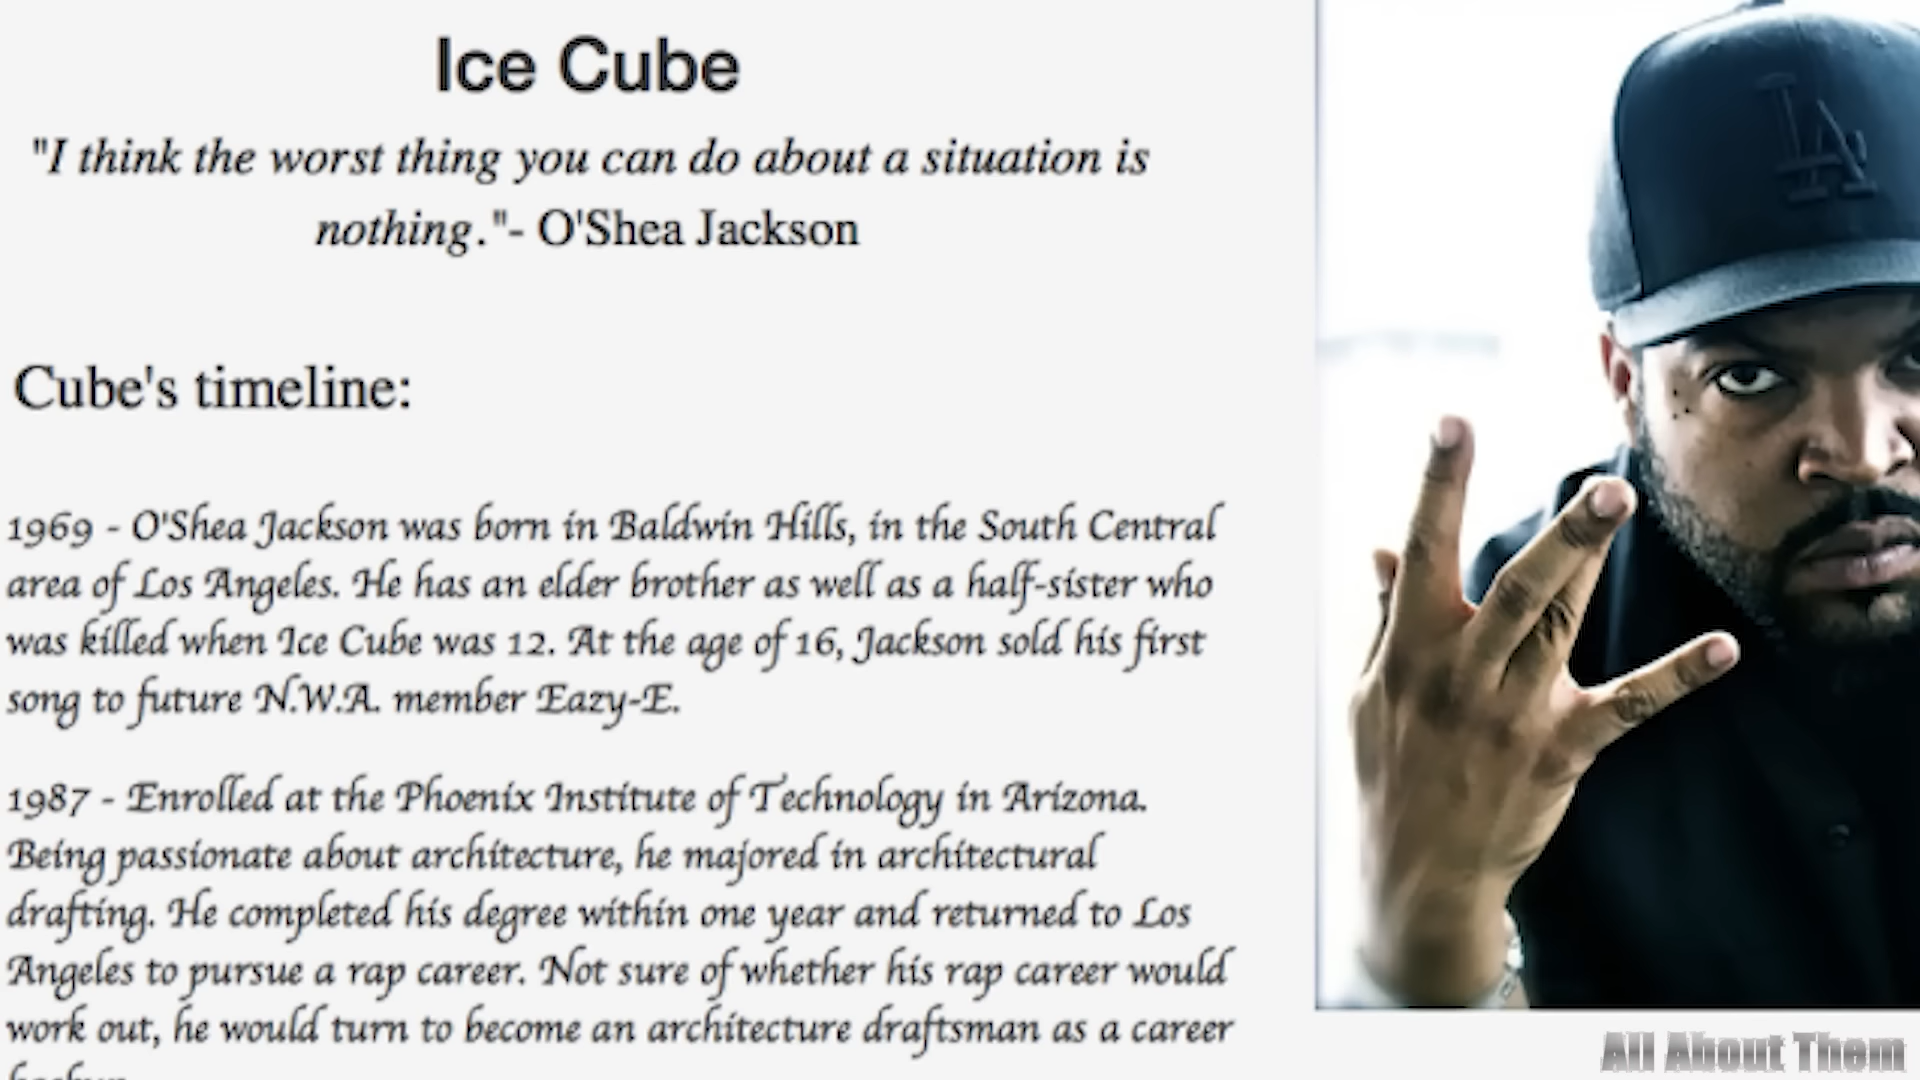 Ice Cube
"I think the worst thing you can do about a situation is
nothing."- O'Shea Jackson
Cube's timeline:
1969 - O'Shea Jackson was born in Baldwin Hills, in the South Central
area of Los Angeles. He has an elder brother as well as a half-sister who
was killed when Ice Cube was 12. At the age of 16, Jackson sold his first
song to future N.W.A. member Eazy-E.
1987 - Enrolled at the Phoenix Institute of Technology in Arizona.
Being passionate about architecture, he majored in architectural
drafting. He completed his degree within one year and returned to Los
Angeles to pursue a rap career. Not sure of whether his rap career would
work out, he would turn to become an architecture draftsman as a career
LA
All About Them